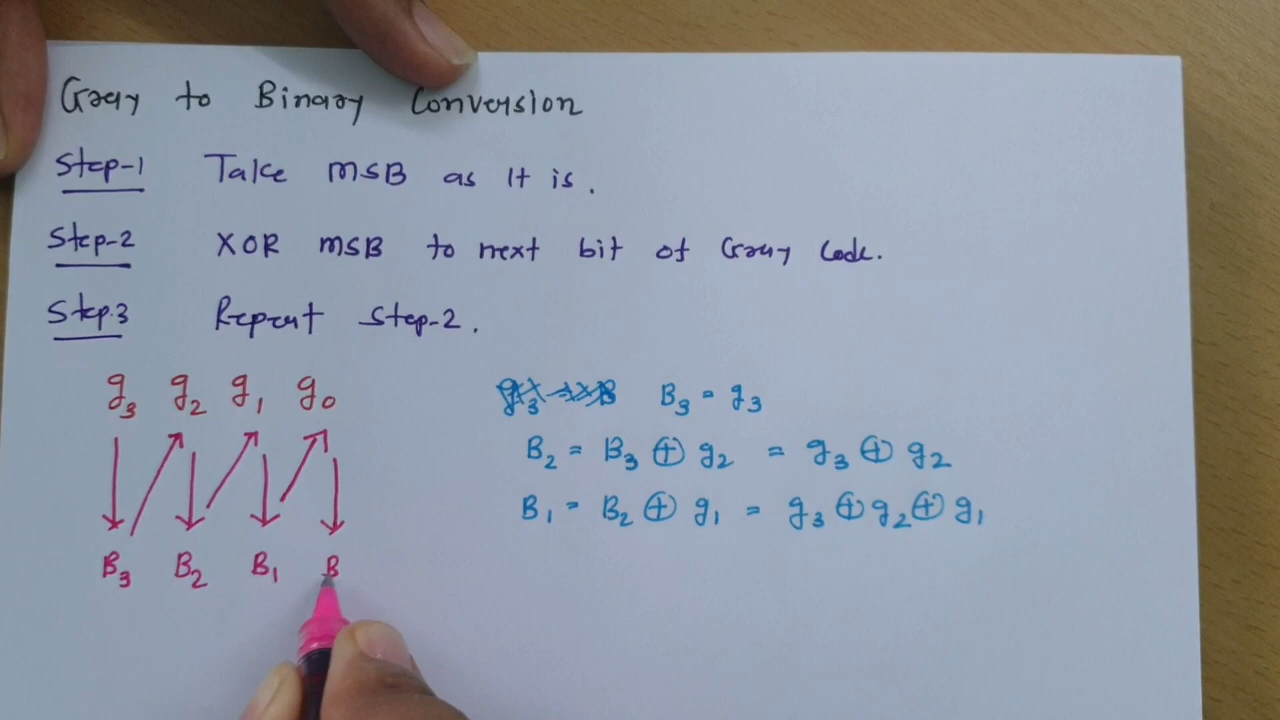 Gray to Binary Conversion
Step-1 Take MSB as it is.
Step-2 XOR MSB to next bit of Gray Code.
Step-3 Repeat Step-2.
g₃ g₂ g₁ g₀
B₃ = g₃
B₂ = B₃ ⊕ g₂ = g₃ ⊕ g₂
B₁ = B₂ ⊕ g₁ = g₃ ⊕ g₂ ⊕ g₁
B₃ B₂ B₁ B